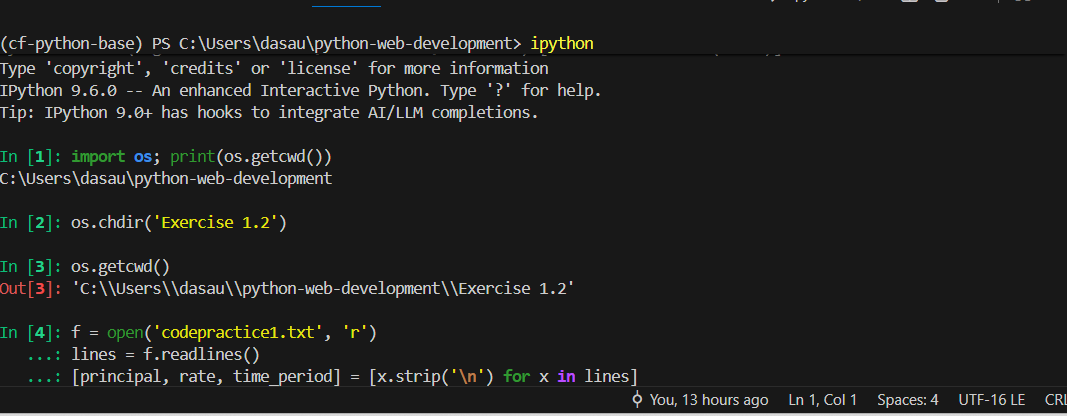 (cf-python-base) PS C:\Users\dasau\python-web-development> ipython
Type 'copyright', 'credits' or 'license' for more information
IPython 9.6.0 -- An enhanced Interactive Python. Type '?' for help.
Tip: IPython 9.0+ has hooks to integrate AI/LLM completions.
In [1]: import os; print(os.getcwd())
C:\Users\dasau\python-web-development
In [2]: os.chdir('Exercise 1.2')
In [3]: os.getcwd()
Out[3]: 'C:\\Users\\dasau\\python-web-development\\Exercise 1.2'
In [4]: f = open('codepractice1.txt', 'r')
...: lines = f.readlines()
...: [principal, rate, time_period] = [x.strip('\n') for x in lines]
You, 13 hours ago Ln 1, Col 1 Spaces: 4 UTF-16 LE CRL